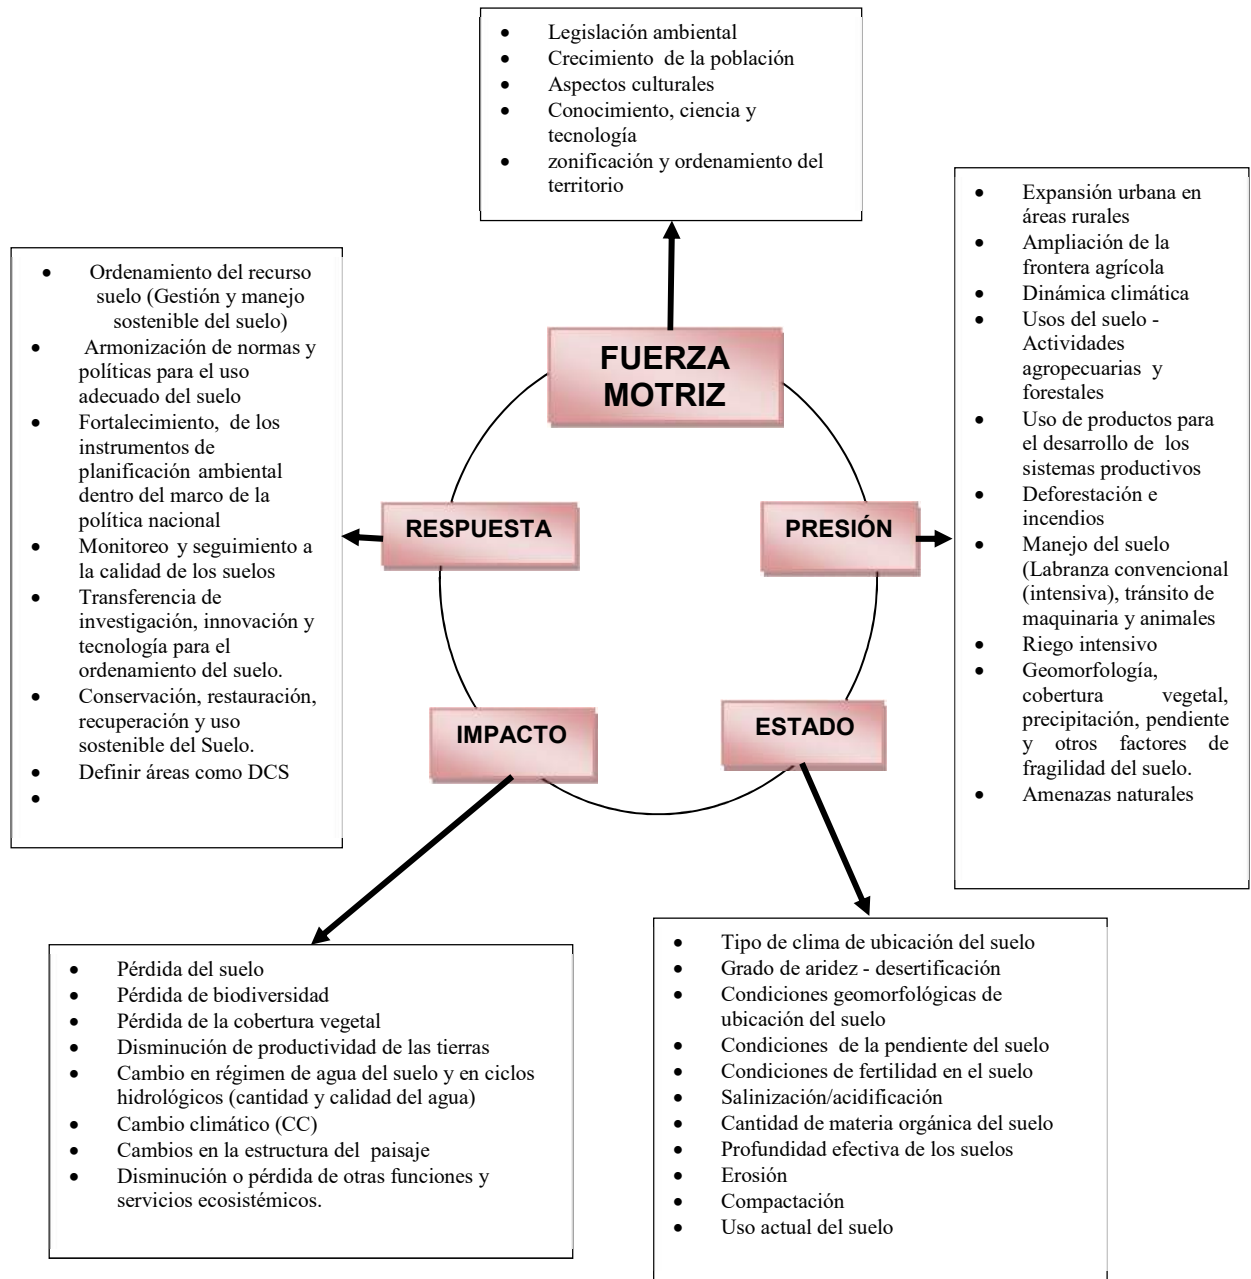 • Legislación ambiental
• Crecimiento de la población
• Aspectos culturales
• Conocimiento, ciencia y
tecnología
• zonificación y ordenamiento del
territorio
FUERZA
MOTRIZ
• Expansión urbana en
áreas rurales
• Ampliación de la
frontera agrícola
• Dinámica climática
• Usos del suelo -
Actividades
agropecuarias y
forestales
• Uso de productos para
el desarrollo de los
sistemas productivos
• Deforestación e
incendios
• Manejo del suelo
(Labranza convencional
(intensiva), tránsito de
maquinaria y animales
• Riego intensivo
• Geomorfología,
cobertura vegetal,
precipitación, pendiente
y otros factores de
fragilidad del suelo.
• Amenazas naturales
PRESIÓN
• Ordenamiento del recurso
suelo (Gestión y manejo
sostenible del suelo)
• Armonización de normas y
políticas para el uso
adecuado del suelo
• Fortalecimiento, de los
instrumentos de
planificación ambiental
dentro del marco de la
política nacional
• Monitoreo y seguimiento a
la calidad de los suelos
• Transferencia de
investigación, innovación y
tecnología para el
ordenamiento del suelo.
• Conservación, restauración,
recuperación y uso
sostenible del Suelo.
• Definir áreas como DCS
•
RESPUESTA
IMPACTO
ESTADO
• Pérdida del suelo
• Pérdida de biodiversidad
• Pérdida de la cobertura vegetal
• Disminución de productividad de las tierras
• Cambio en régimen de agua del suelo y en ciclos
hidrológicos (cantidad y calidad del agua)
• Cambio climático (CC)
• Cambios en la estructura del paisaje
• Disminución o pérdida de otras funciones y
servicios ecosistémicos.
• Tipo de clima de ubicación del suelo
• Grado de aridez - desertificación
• Condiciones geomorfológicas de
ubicación del suelo
• Condiciones de la pendiente del suelo
• Condiciones de fertilidad en el suelo
• Salinización/acidificación
• Cantidad de materia orgánica del suelo
• Profundidad efectiva de los suelos
• Erosión
• Compactación
• Uso actual del suelo